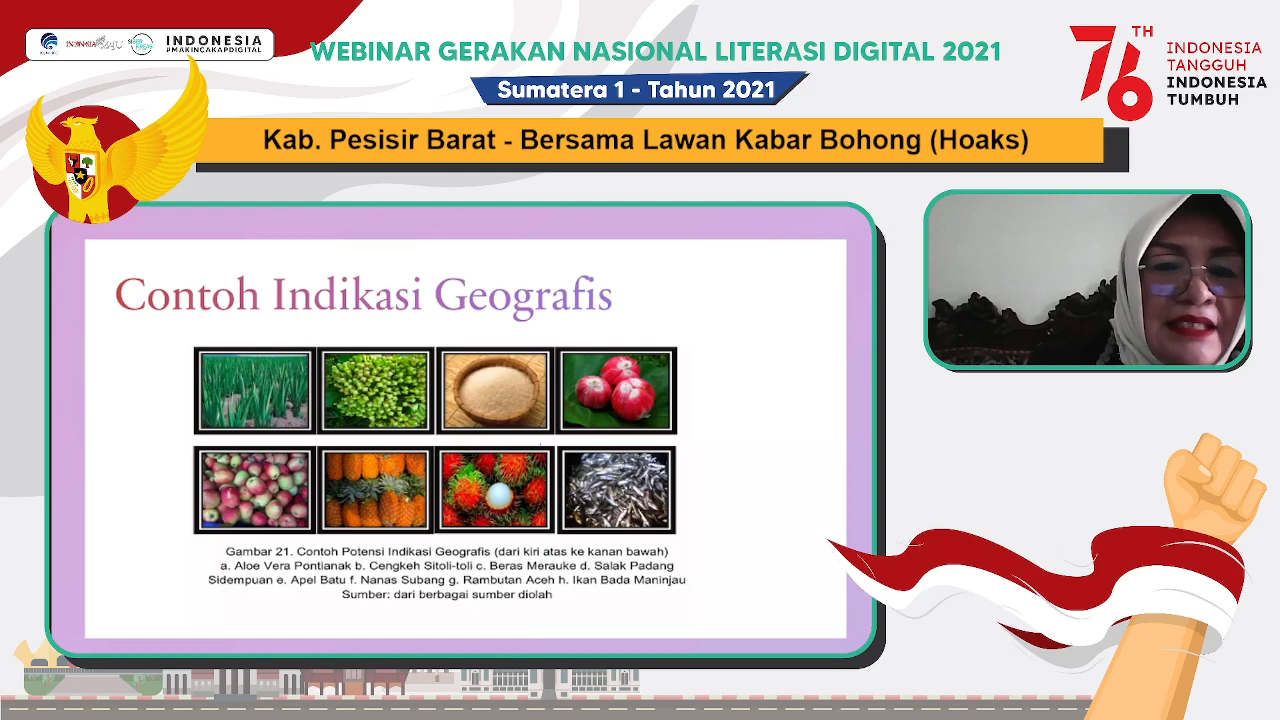 INDONESIA
#MAKINCAKAPDIGITAL
WEBINAR GERAKAN NASIONAL LITERASI DIGITAL 2021
Sumatera 1 - Tahun 2021
76TH
INDONESIA
TANGGUH
INDONESIA
TUMBUH
Kab. Pesisir Barat - Bersama Lawan Kabar Bohong (Hoaks)
Contoh Indikasi Geografis
Gambar 21. Contoh Potensi Indikasi Geografis (dari kiri atas ke kanan bawah)
a. Aloe Vera Pontianak b. Cengkeh Sitoli-toli c. Beras Merauke d. Salak Padang
Sidempuan e. Apel Batu f. Nanas Subang g. Rambutan Aceh h. Ikan Bada Maninjau
Sumber: dari berbagai sumber diolah